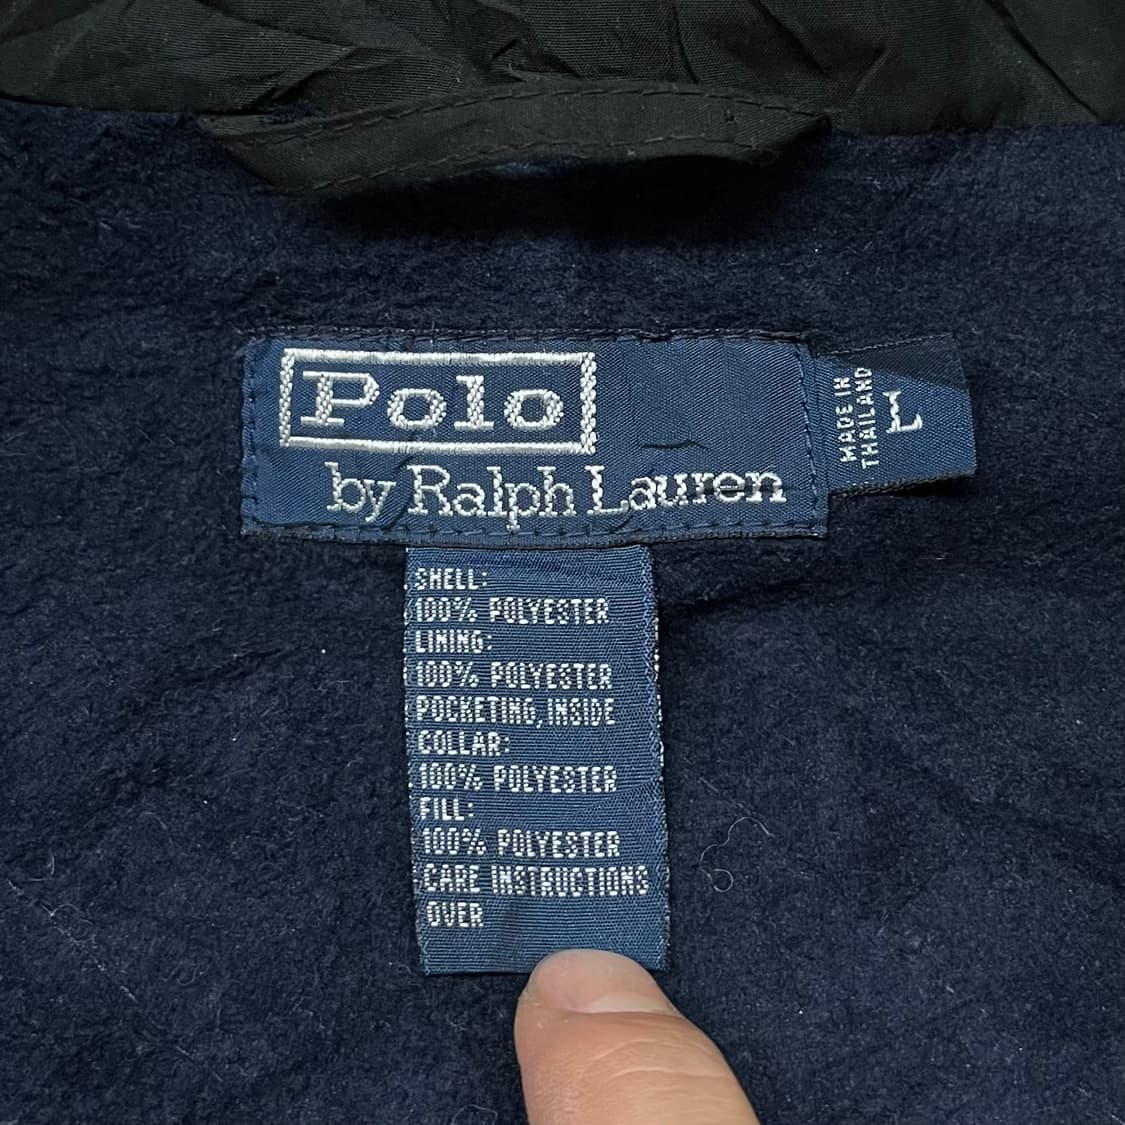 Polo
by Ralph Lauren
MADE IN
THAILAND
L
SHELL:
100% POLYESTER
LINING:
100% POLYESTER
POCKETING, INSIDE
COLLAR:
100% POLYESTER
FILL:
100% POLYESTER
CARE INSTRUCTIONS
OVER